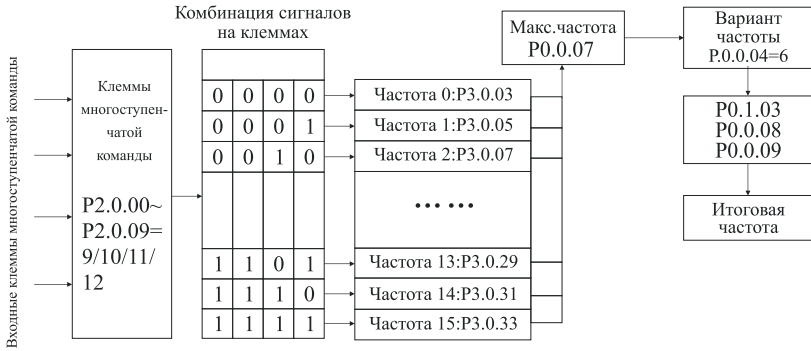 Входные клеммы многоступенчатой команды
Клеммы
многоступен-
чатой
команды
P2.0.00~
P2.0.09=
9/10/11/
12
Комбинация сигналов
на клеммах
0 0 0 0
0 0 0 1
0 0 1 0
1 1 0 1
1 1 1 0
1 1 1 1
Частота 0:P3.0.03
Частота 1:P3.0.05
Частота 2:P3.0.07
…… 
Частота 13:P3.0.29
Частота 14:P3.0.31
Частота 15:P3.0.33
Макс.частота
P0.0.07
Вариант
частоты
P.0.0.04=6
P0.1.03
P0.0.08
P0.0.09
Итоговая
частота